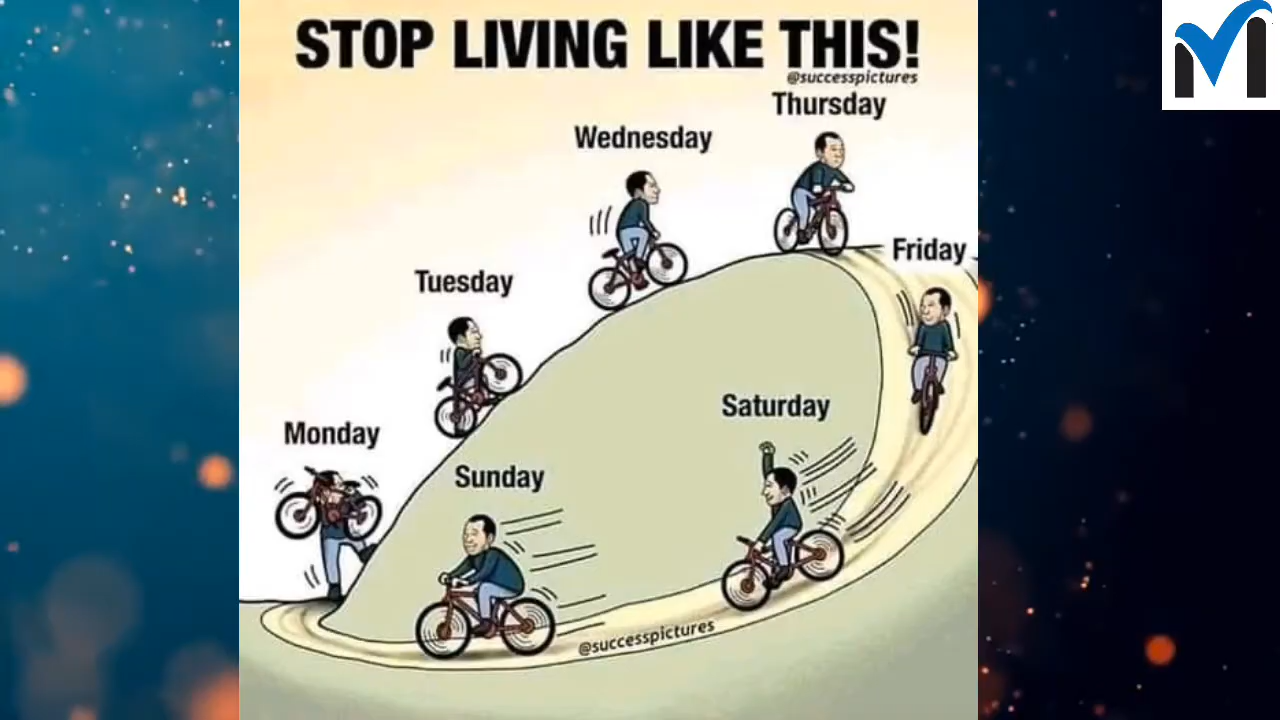 STOP LIVING LIKE THIS!
@successpictures
Thursday
Wednesday
Friday
Tuesday
Saturday
Monday
Sunday
@successpictures